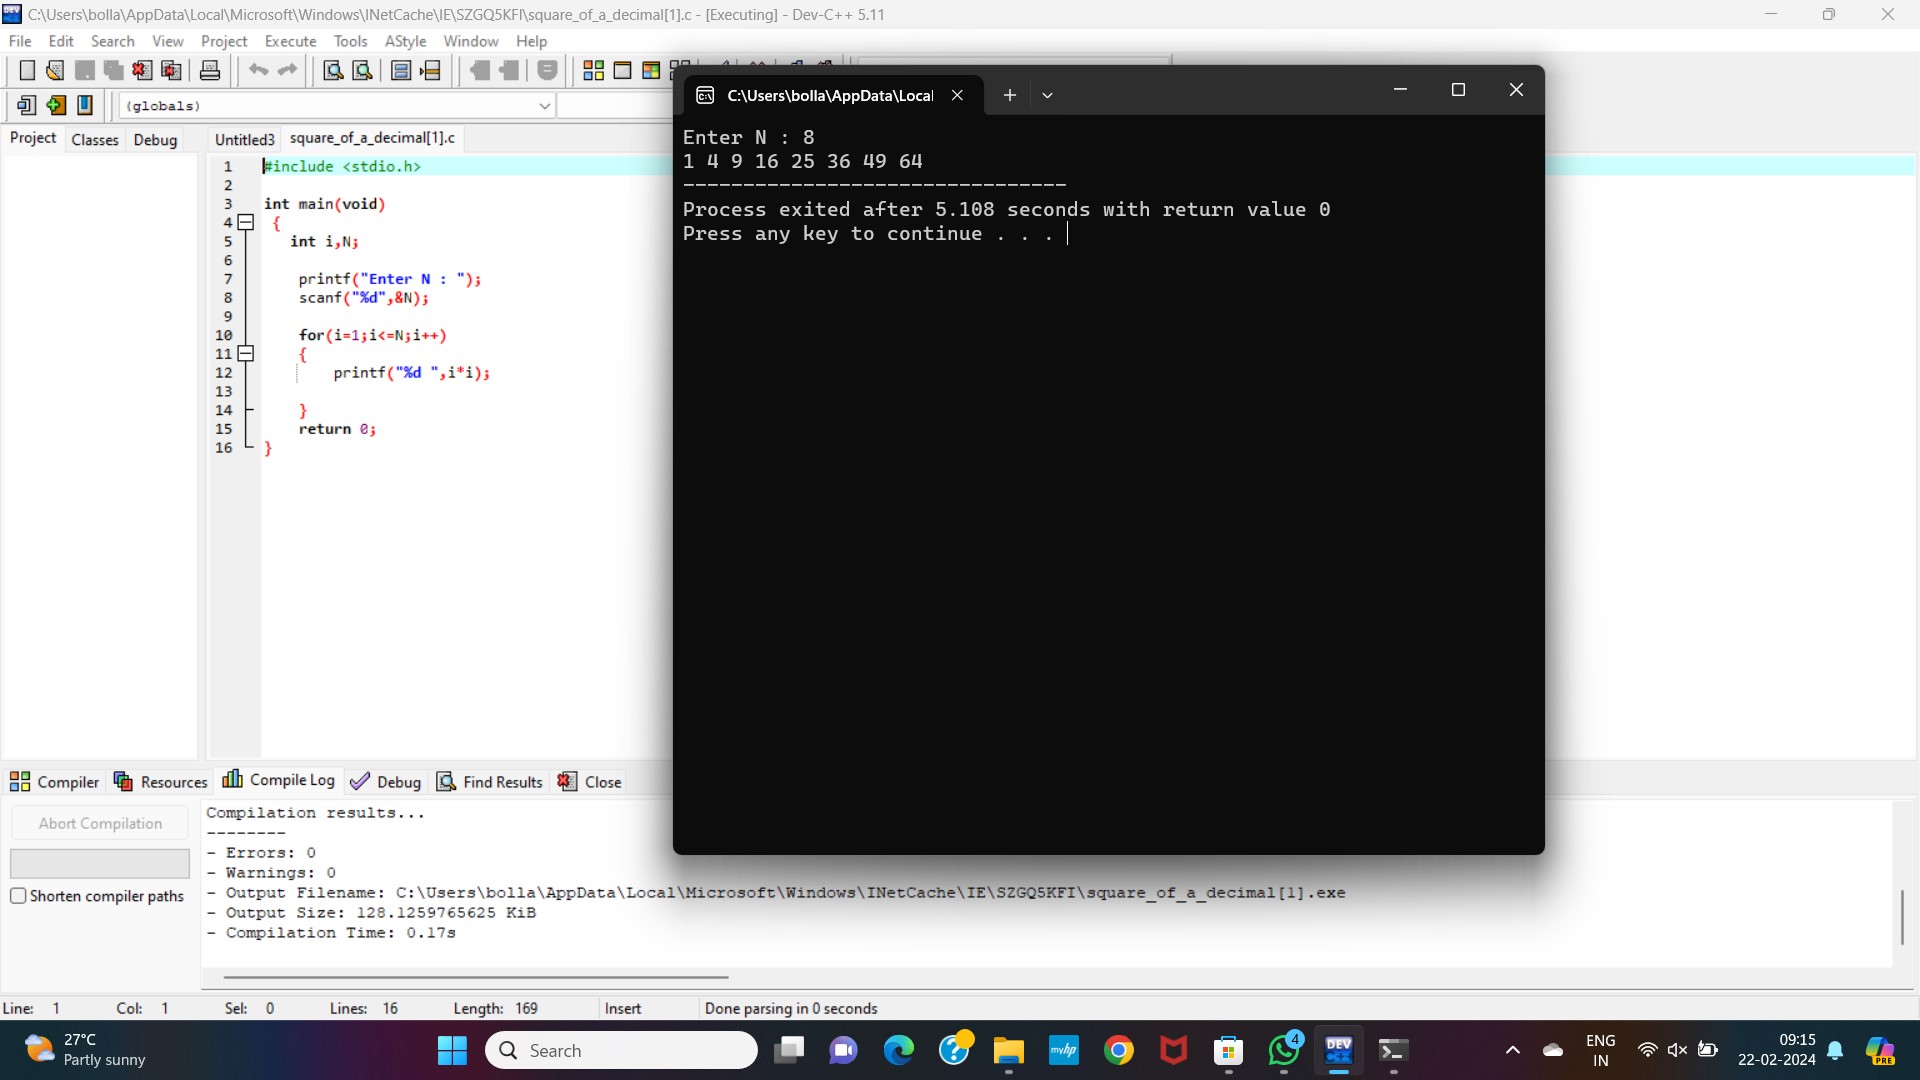 C:\Users\bolla\AppData\Local\Microsoft\Windows\INetCache\IE\SZGQ5KFI\square_of_a_decimal[1].c - [Executing] - Dev-C++ 5.11
File Edit Search View Project Execute Tools AStyle Window Help
(globals)
Project Classes Debug
Untitled3 square_of_a_decimal[1].c
1 #include <stdio.h>
2
3 int main(void)
4 {
5 int i,N;
6
7 printf("Enter N : ");
8 scanf("%d",&N);
9
10 for(i=1;i<=N;i++)
11 {
12 printf("%d ",i*i);
13
14 }
15 return 0;
16 }
C:\Users\bolla\AppData\Local
Enter N : 8
1 4 9 16 25 36 49 64
--------------------------------
Process exited after 5.108 seconds with return value 0
Press any key to continue . . .
Compiler Resources Compile Log Debug Find Results Close
Abort Compilation
Shorten compiler paths
Compilation results...
--------
- Errors: 0
- Warnings: 0
- Output Filename: C:\Users\bolla\AppData\Local\Microsoft\Windows\INetCache\IE\SZGQ5KFI\square_of_a_decimal[1].exe
- Output Size: 128.1259765625 KiB
- Compilation Time: 0.17s
Line: 1 Col: 1 Sel: 0 Lines: 16 Length: 169 Insert Done parsing in 0 seconds
27°C
Partly sunny
Search
myhp
4
DEV
C++
ENG
IN
09:15
22-02-2024
PRE